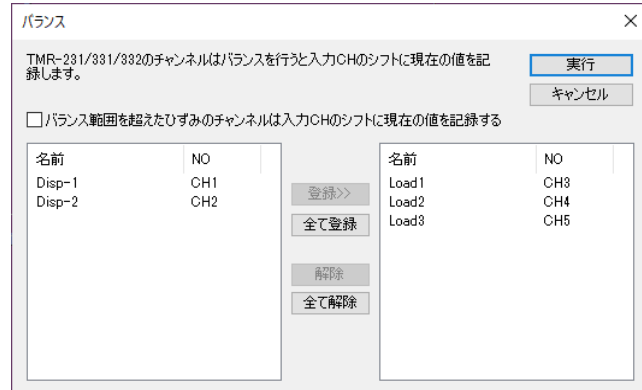 バランス
TMR-231/331/332のチャンネルはバランスを行うと入力CHのシフトに現在の値を記
録します。
実行
キャンセル
バランス範囲を超えたひずみのチャンネルは入力CHのシフトに現在の値を記録する
名前 NO
Disp-1 CH1
Disp-2 CH2
登録>>
全て登録
解除
全て解除
名前 NO
Load1 CH3
Load2 CH4
Load3 CH5